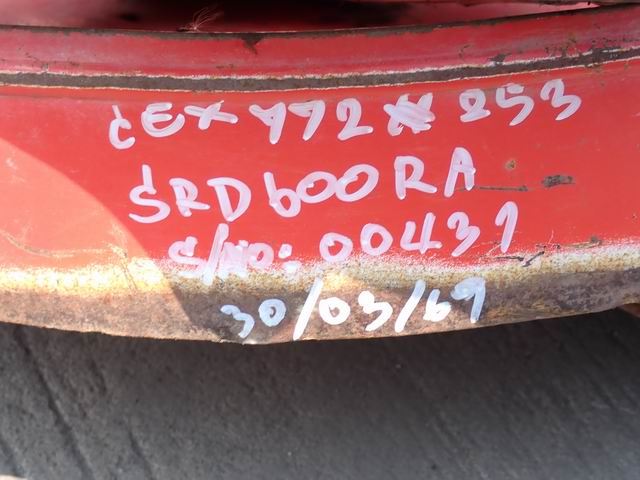 CEX 772 N 253
SRD600RA
S/NO: 00431
30/03/69